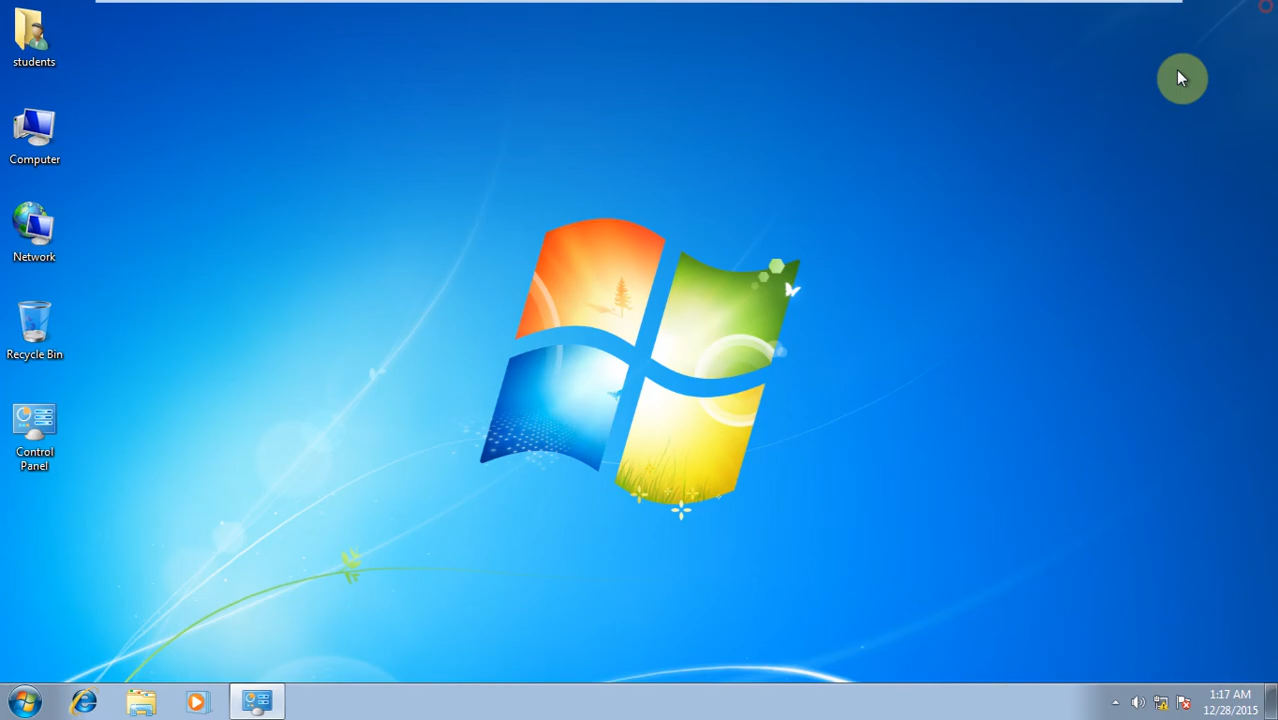 students
Computer
Network
Recycle Bin
Control
Panel
1:17 AM
12/28/2015